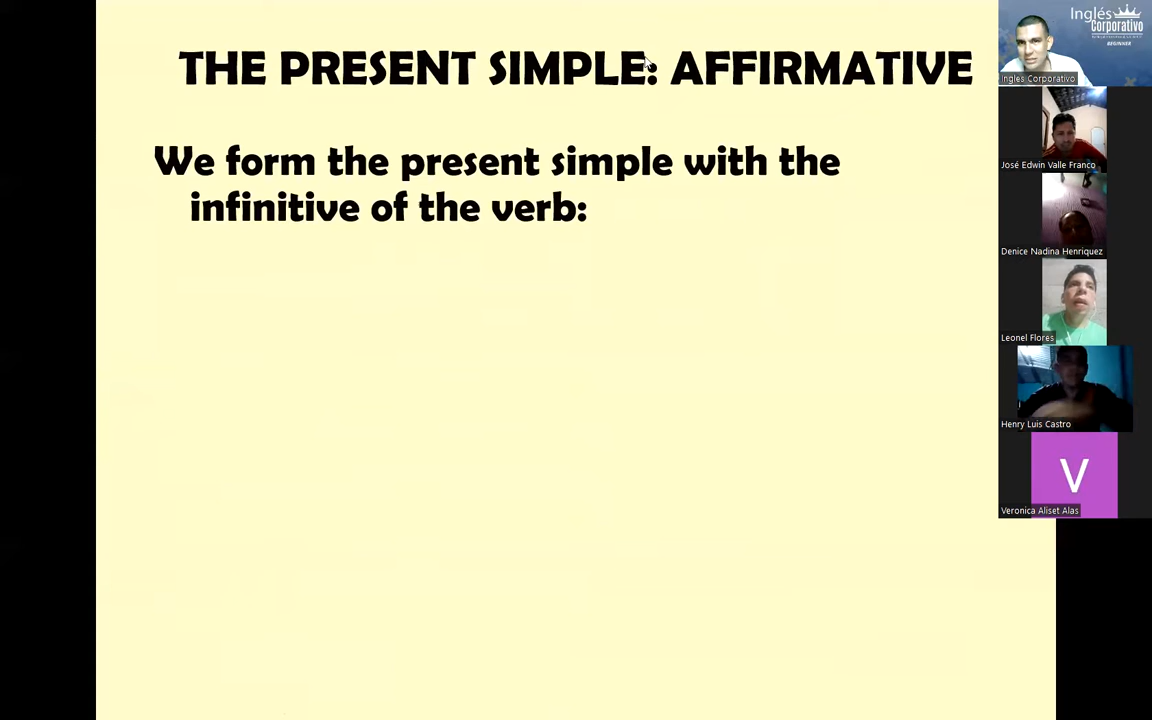 THE PRESENT SIMPLE: AFFIRMATIVE
We form the present simple with the
infinitive of the verb:
Inglés
Corporativo
BEGINNER
Ingles Corporativo
José Edwin Valle Franco
Denice Nadina Henriquez
Leonel Flores
Henry Luis Castro
V
Veronica Aliset Alas